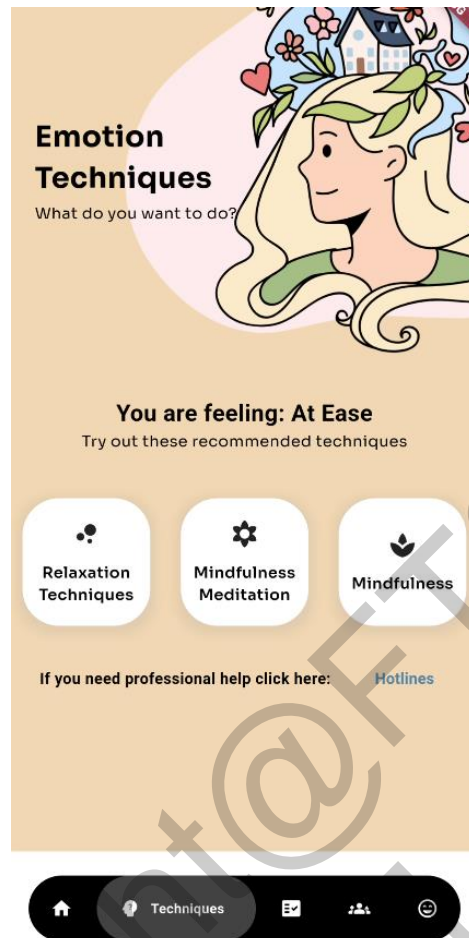 Emotion
Techniques
What do you want to do?
You are feeling: At Ease
Try out these recommended techniques
Relaxation
Techniques
Mindfulness
Meditation
Mindfulness
If you need professional help click here: Hotlines
Techniques